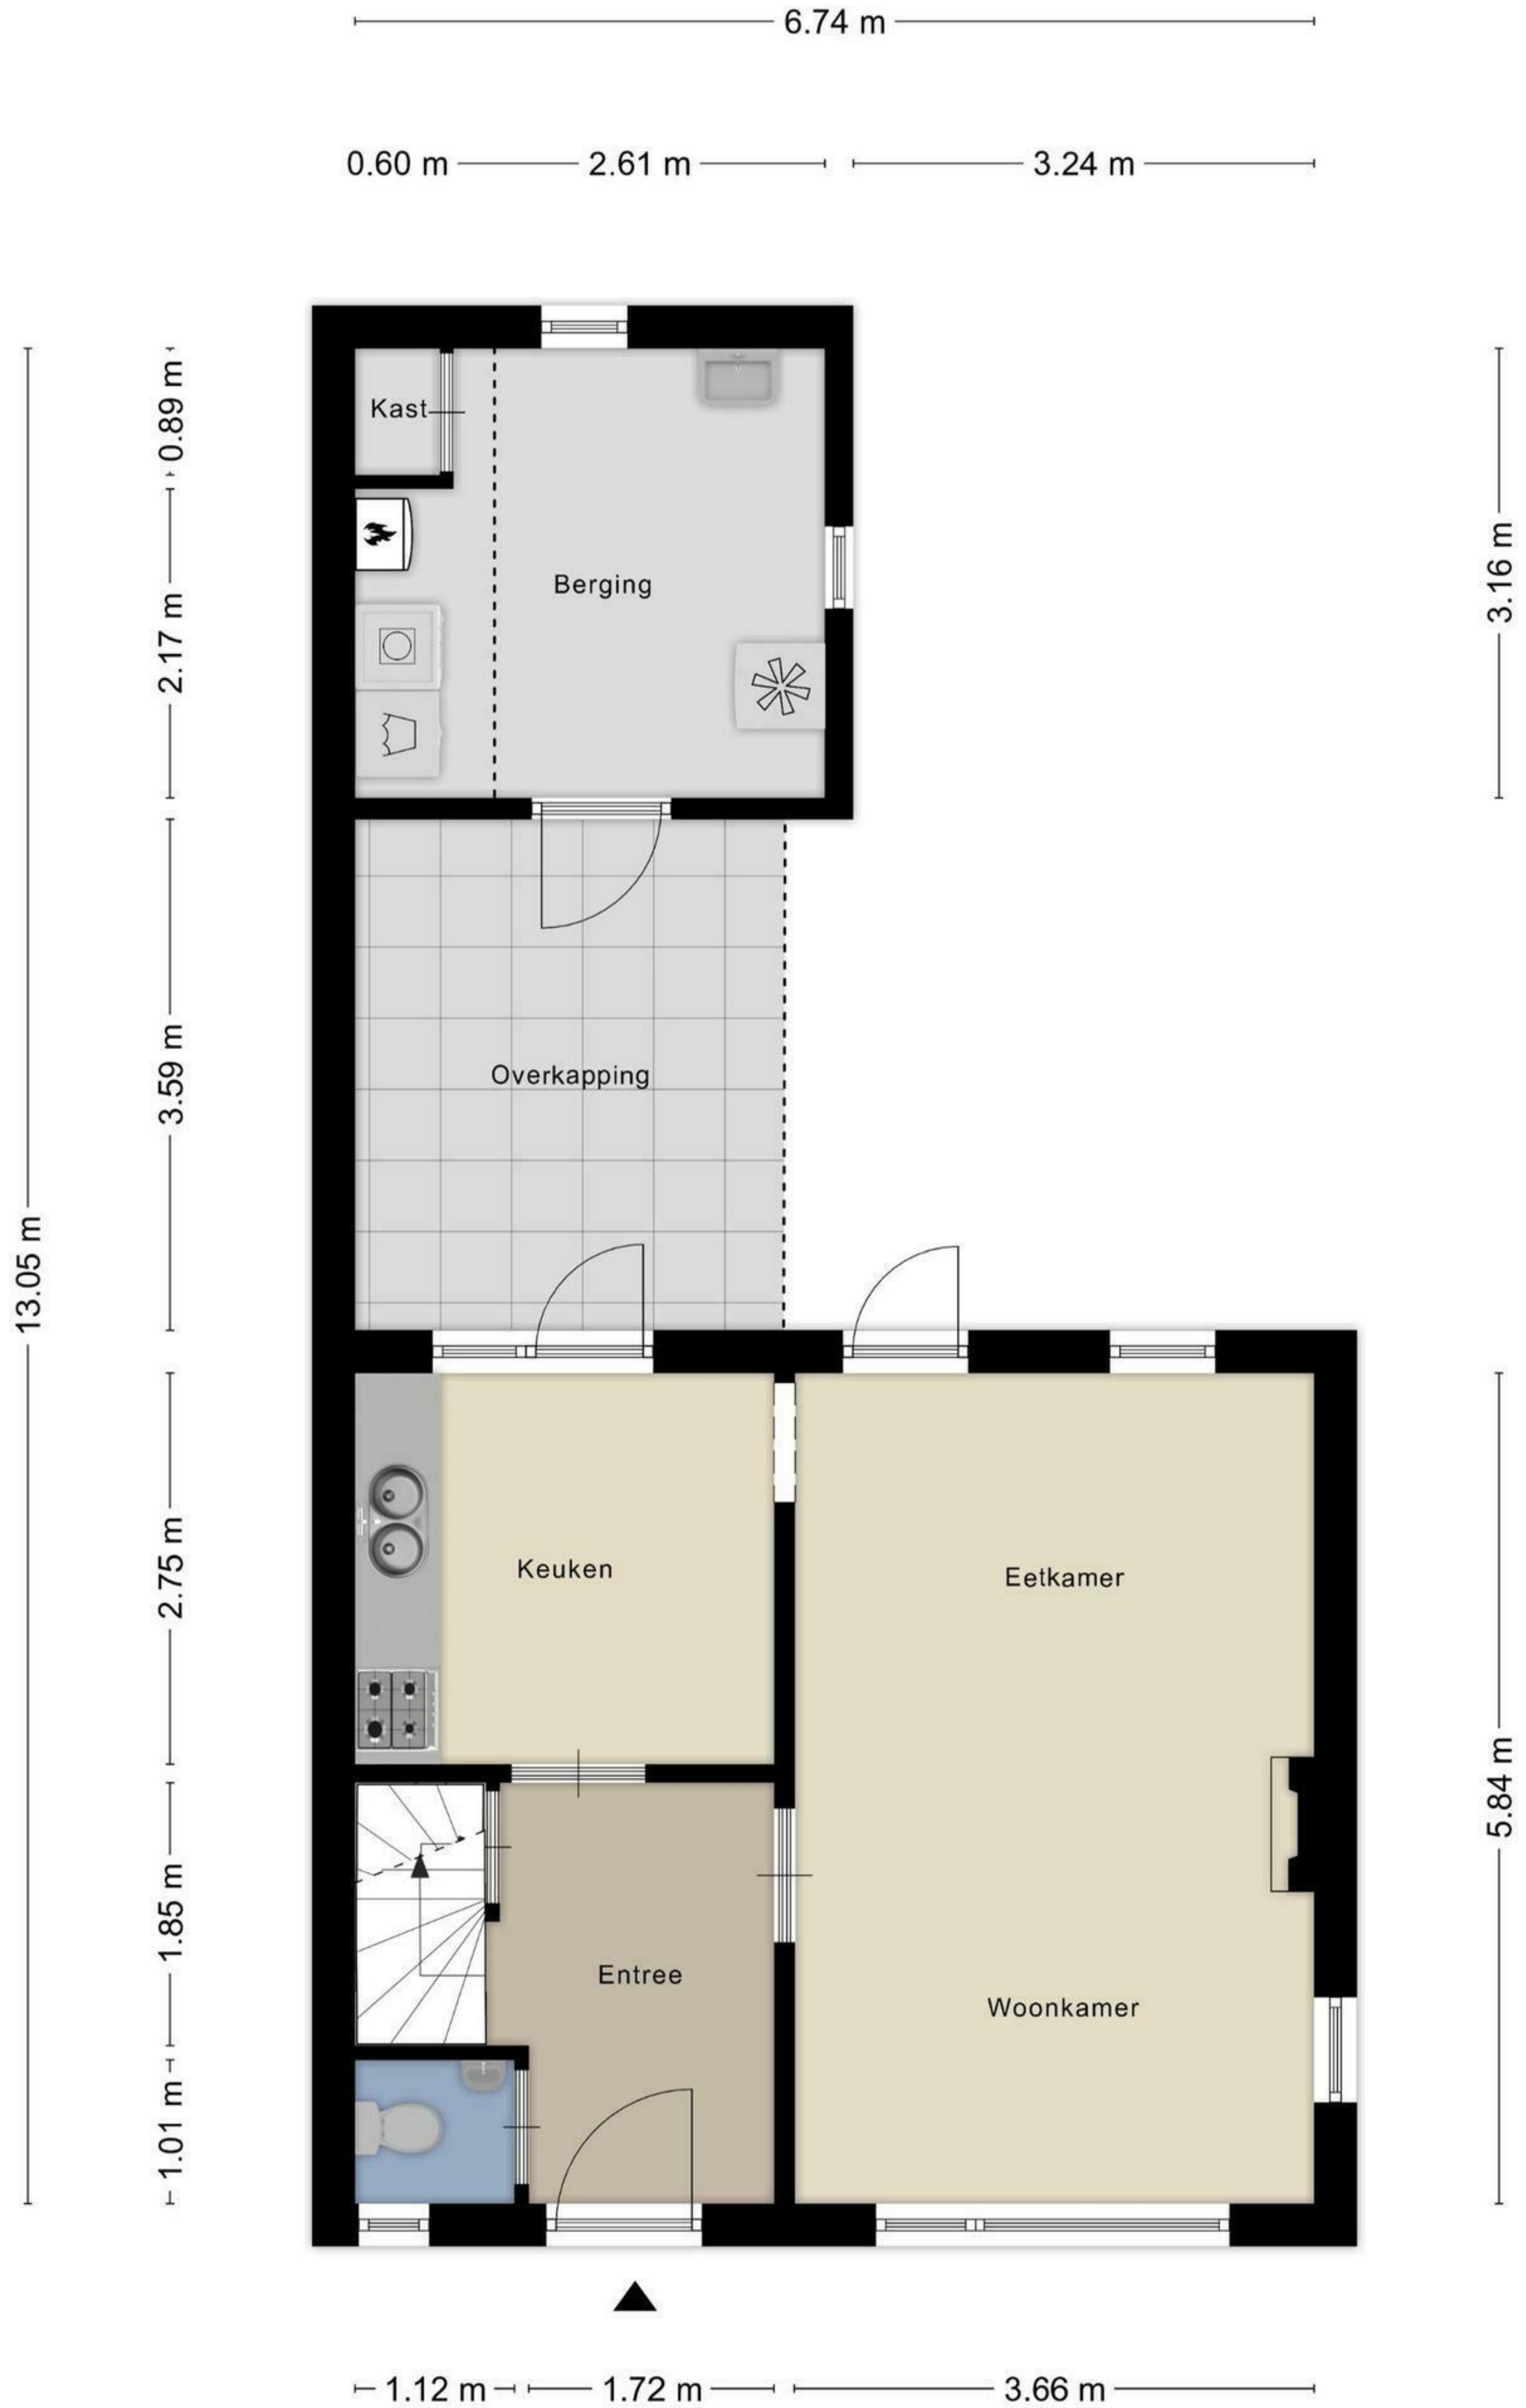 6.74 m
0.60 m
2.61 m
3.24 m
0.89 m
2.17 m
3.59 m
13.05 m
2.75 m
1.85 m
1.01 m
3.16 m
5.84 m
Kast
Berging
Overkapping
Keuken
Eetkamer
Entree
Woonkamer
1.12 m
1.72 m
3.66 m